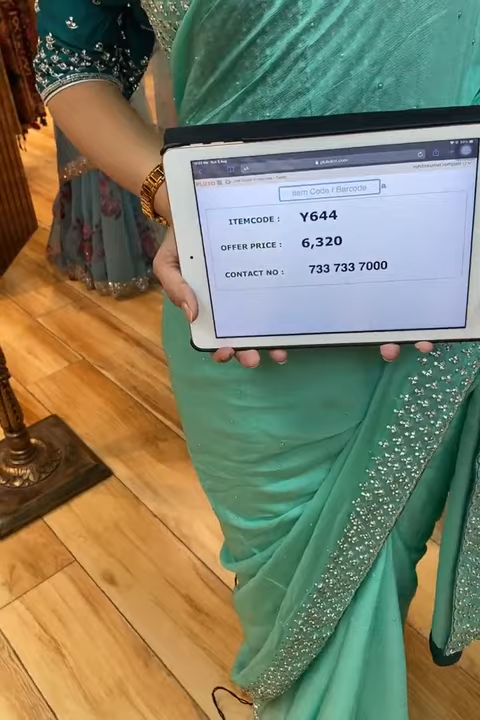 Item Code / Barcode
ITEMCODE : Y644
OFFER PRICE : 6,320
CONTACT NO : 733 733 7000